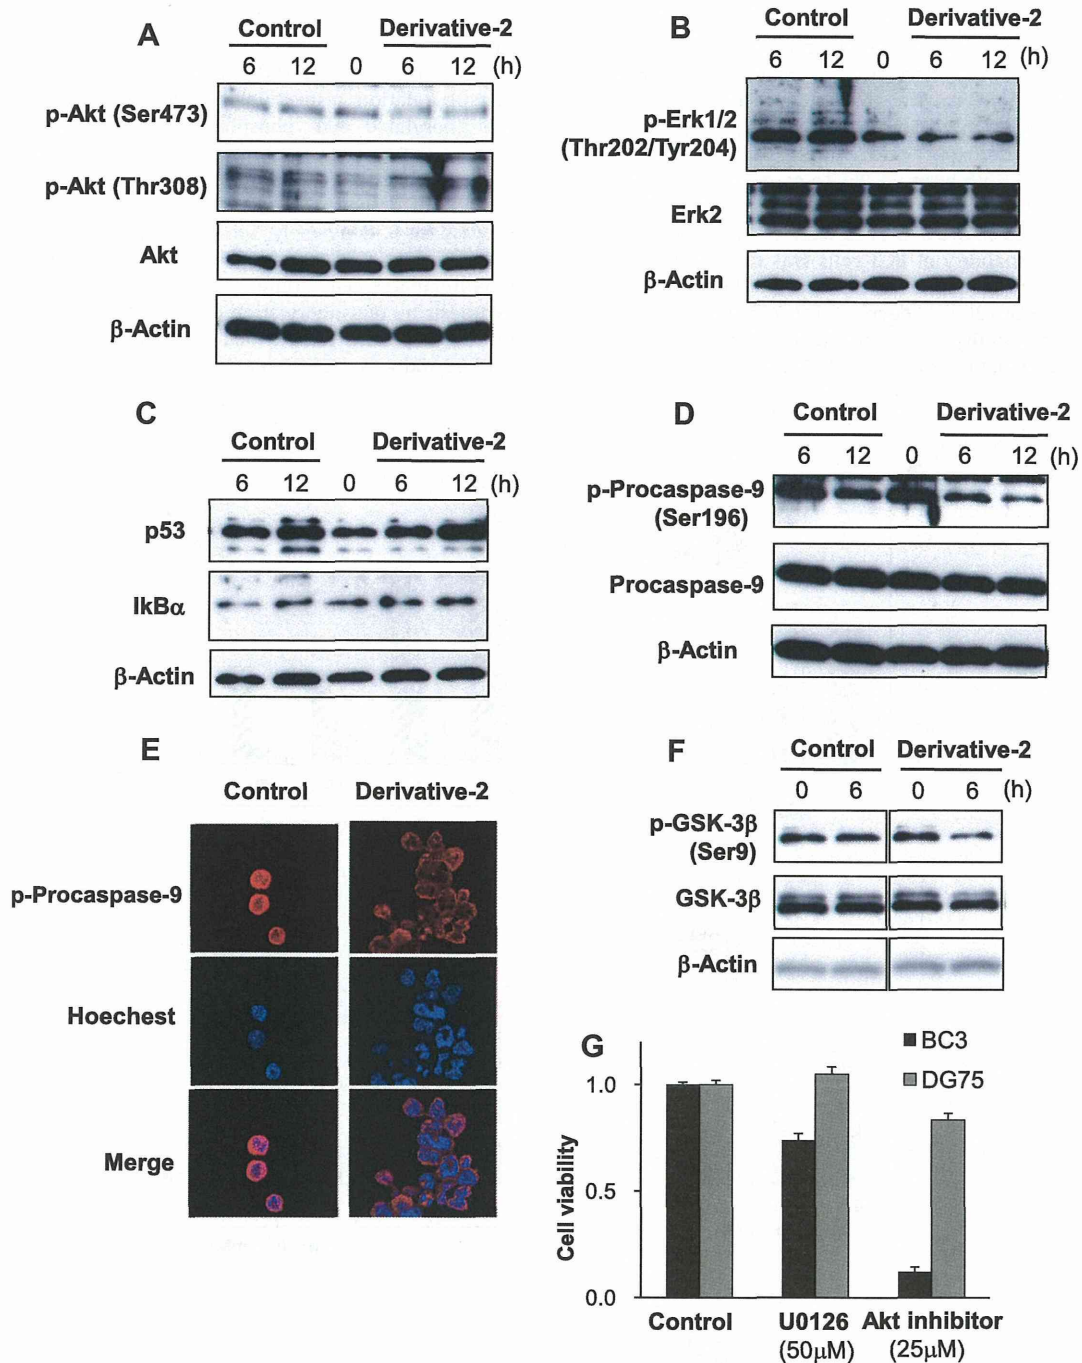 A
Control Derivative-2
6 12 0 6 12 (h)
p-Akt (Ser473)
p-Akt (Thr308)
Akt
β-Actin
B
Control Derivative-2
6 12 0 6 12 (h)
p-Erk1/2
(Thr202/Tyr204)
Erk2
β-Actin
C
Control Derivative-2
6 12 0 6 12 (h)
p53
IkBα
β-Actin
D
Control Derivative-2
6 12 0 6 12 (h)
p-Procaspase-9
(Ser196)
Procaspase-9
β-Actin
E
Control Derivative-2
p-Procaspase-9
Hoechest
Merge
F
Control Derivative-2
0 6 0 6 (h)
p-GSK-3β
(Ser9)
GSK-3β
β-Actin
G
BC3
DG75
Cell viability
1.0
0.5
0.0
Control U0126 Akt inhibitor
(50μM) (25μM)